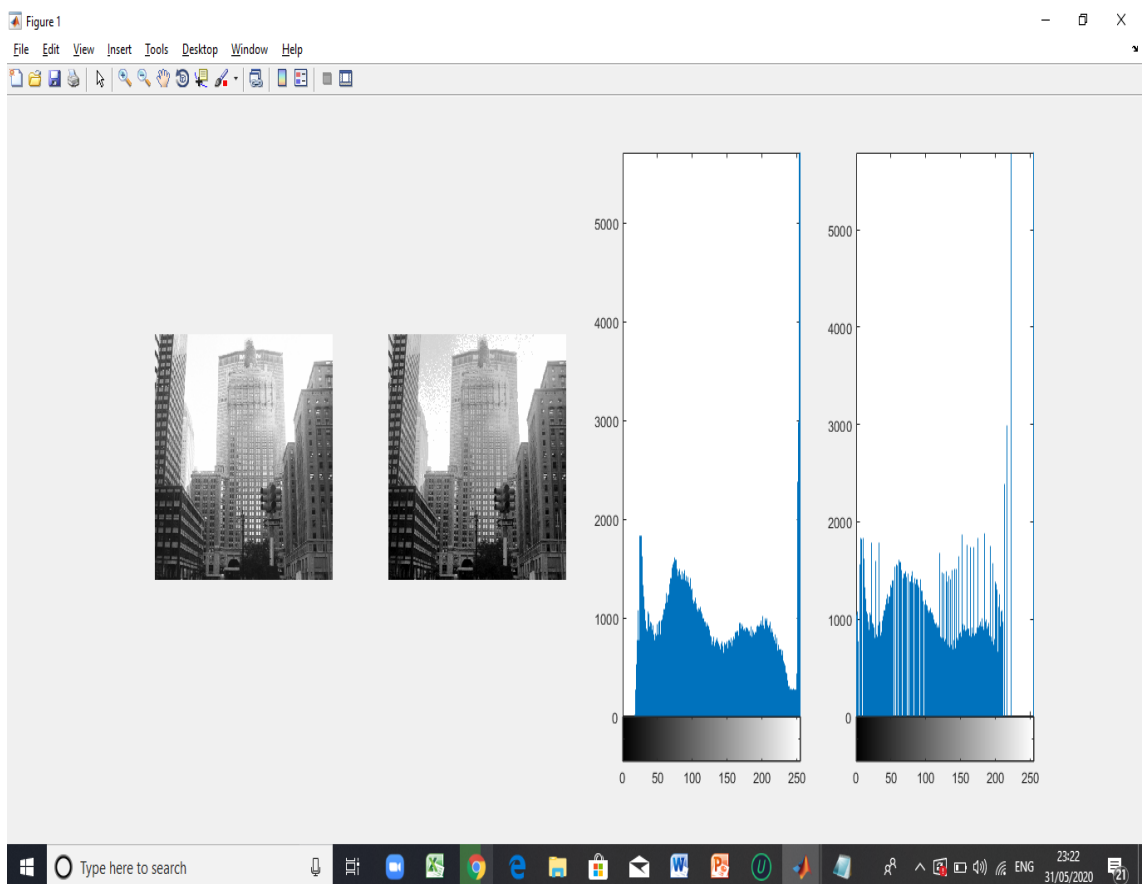 Figure 1
File Edit View Insert Tools Desktop Window Help
5000
4000
3000
2000
1000
0
0 50 100 150 200 250
5000
4000
3000
2000
1000
0
0 50 100 150 200 250
Type here to search
ENG
23:22
31/05/2020
21